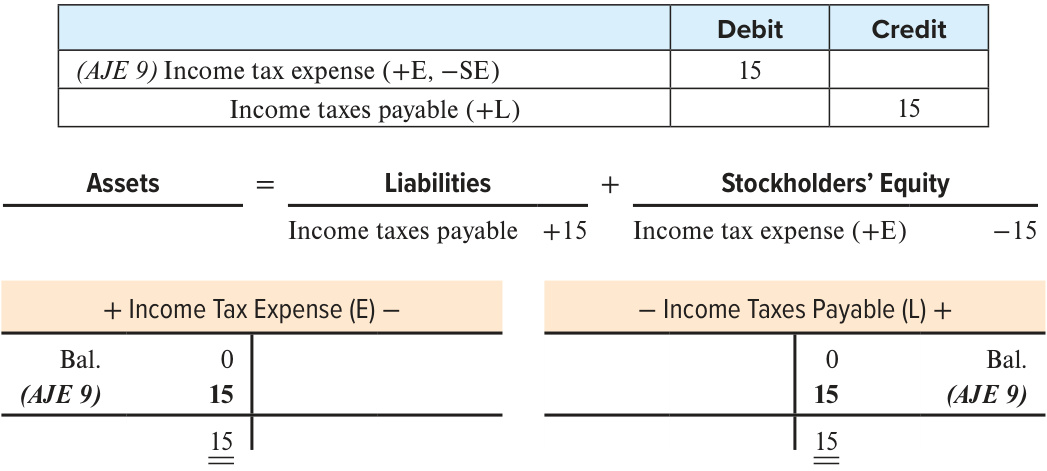 Debit Credit
(AJE 9) Income tax expense (+E, −SE) 15
Income taxes payable (+L) 15
Assets = Liabilities + Stockholders’ Equity
Income taxes payable +15 Income tax expense (+E) −15
+ Income Tax Expense (E) − − Income Taxes Payable (L) +
Bal. 0 0 Bal.
(AJE 9) 15 15 (AJE 9)
15 15